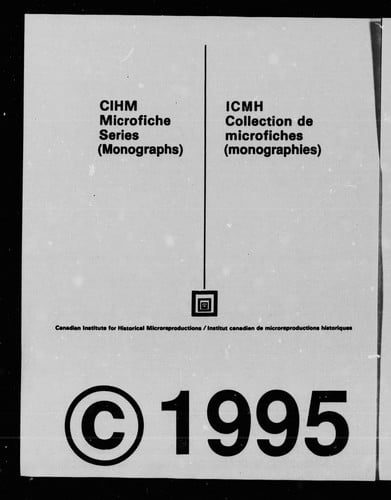 CIHM
Microfiche
Series
(Monographs)
ICMH
Collection de
microfiches
(monographies)
Canadian Institute for Historical Microreproductions / Institut canadien de microreproductions historiques
© 1995